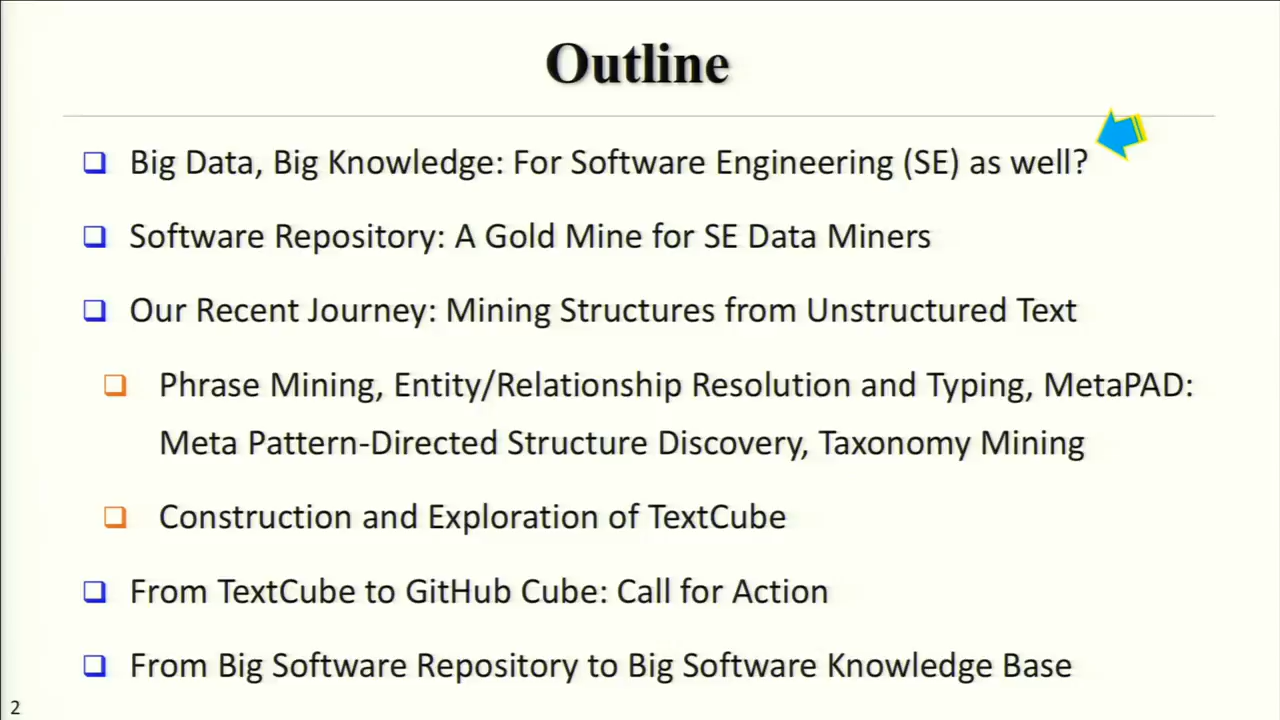 Outline
Big Data, Big Knowledge: For Software Engineering (SE) as well?
Software Repository: A Gold Mine for SE Data Miners
Our Recent Journey: Mining Structures from Unstructured Text
Phrase Mining, Entity/Relationship Resolution and Typing, MetaPAD:
Meta Pattern-Directed Structure Discovery, Taxonomy Mining
Construction and Exploration of TextCube
From TextCube to GitHub Cube: Call for Action
From Big Software Repository to Big Software Knowledge Base
2